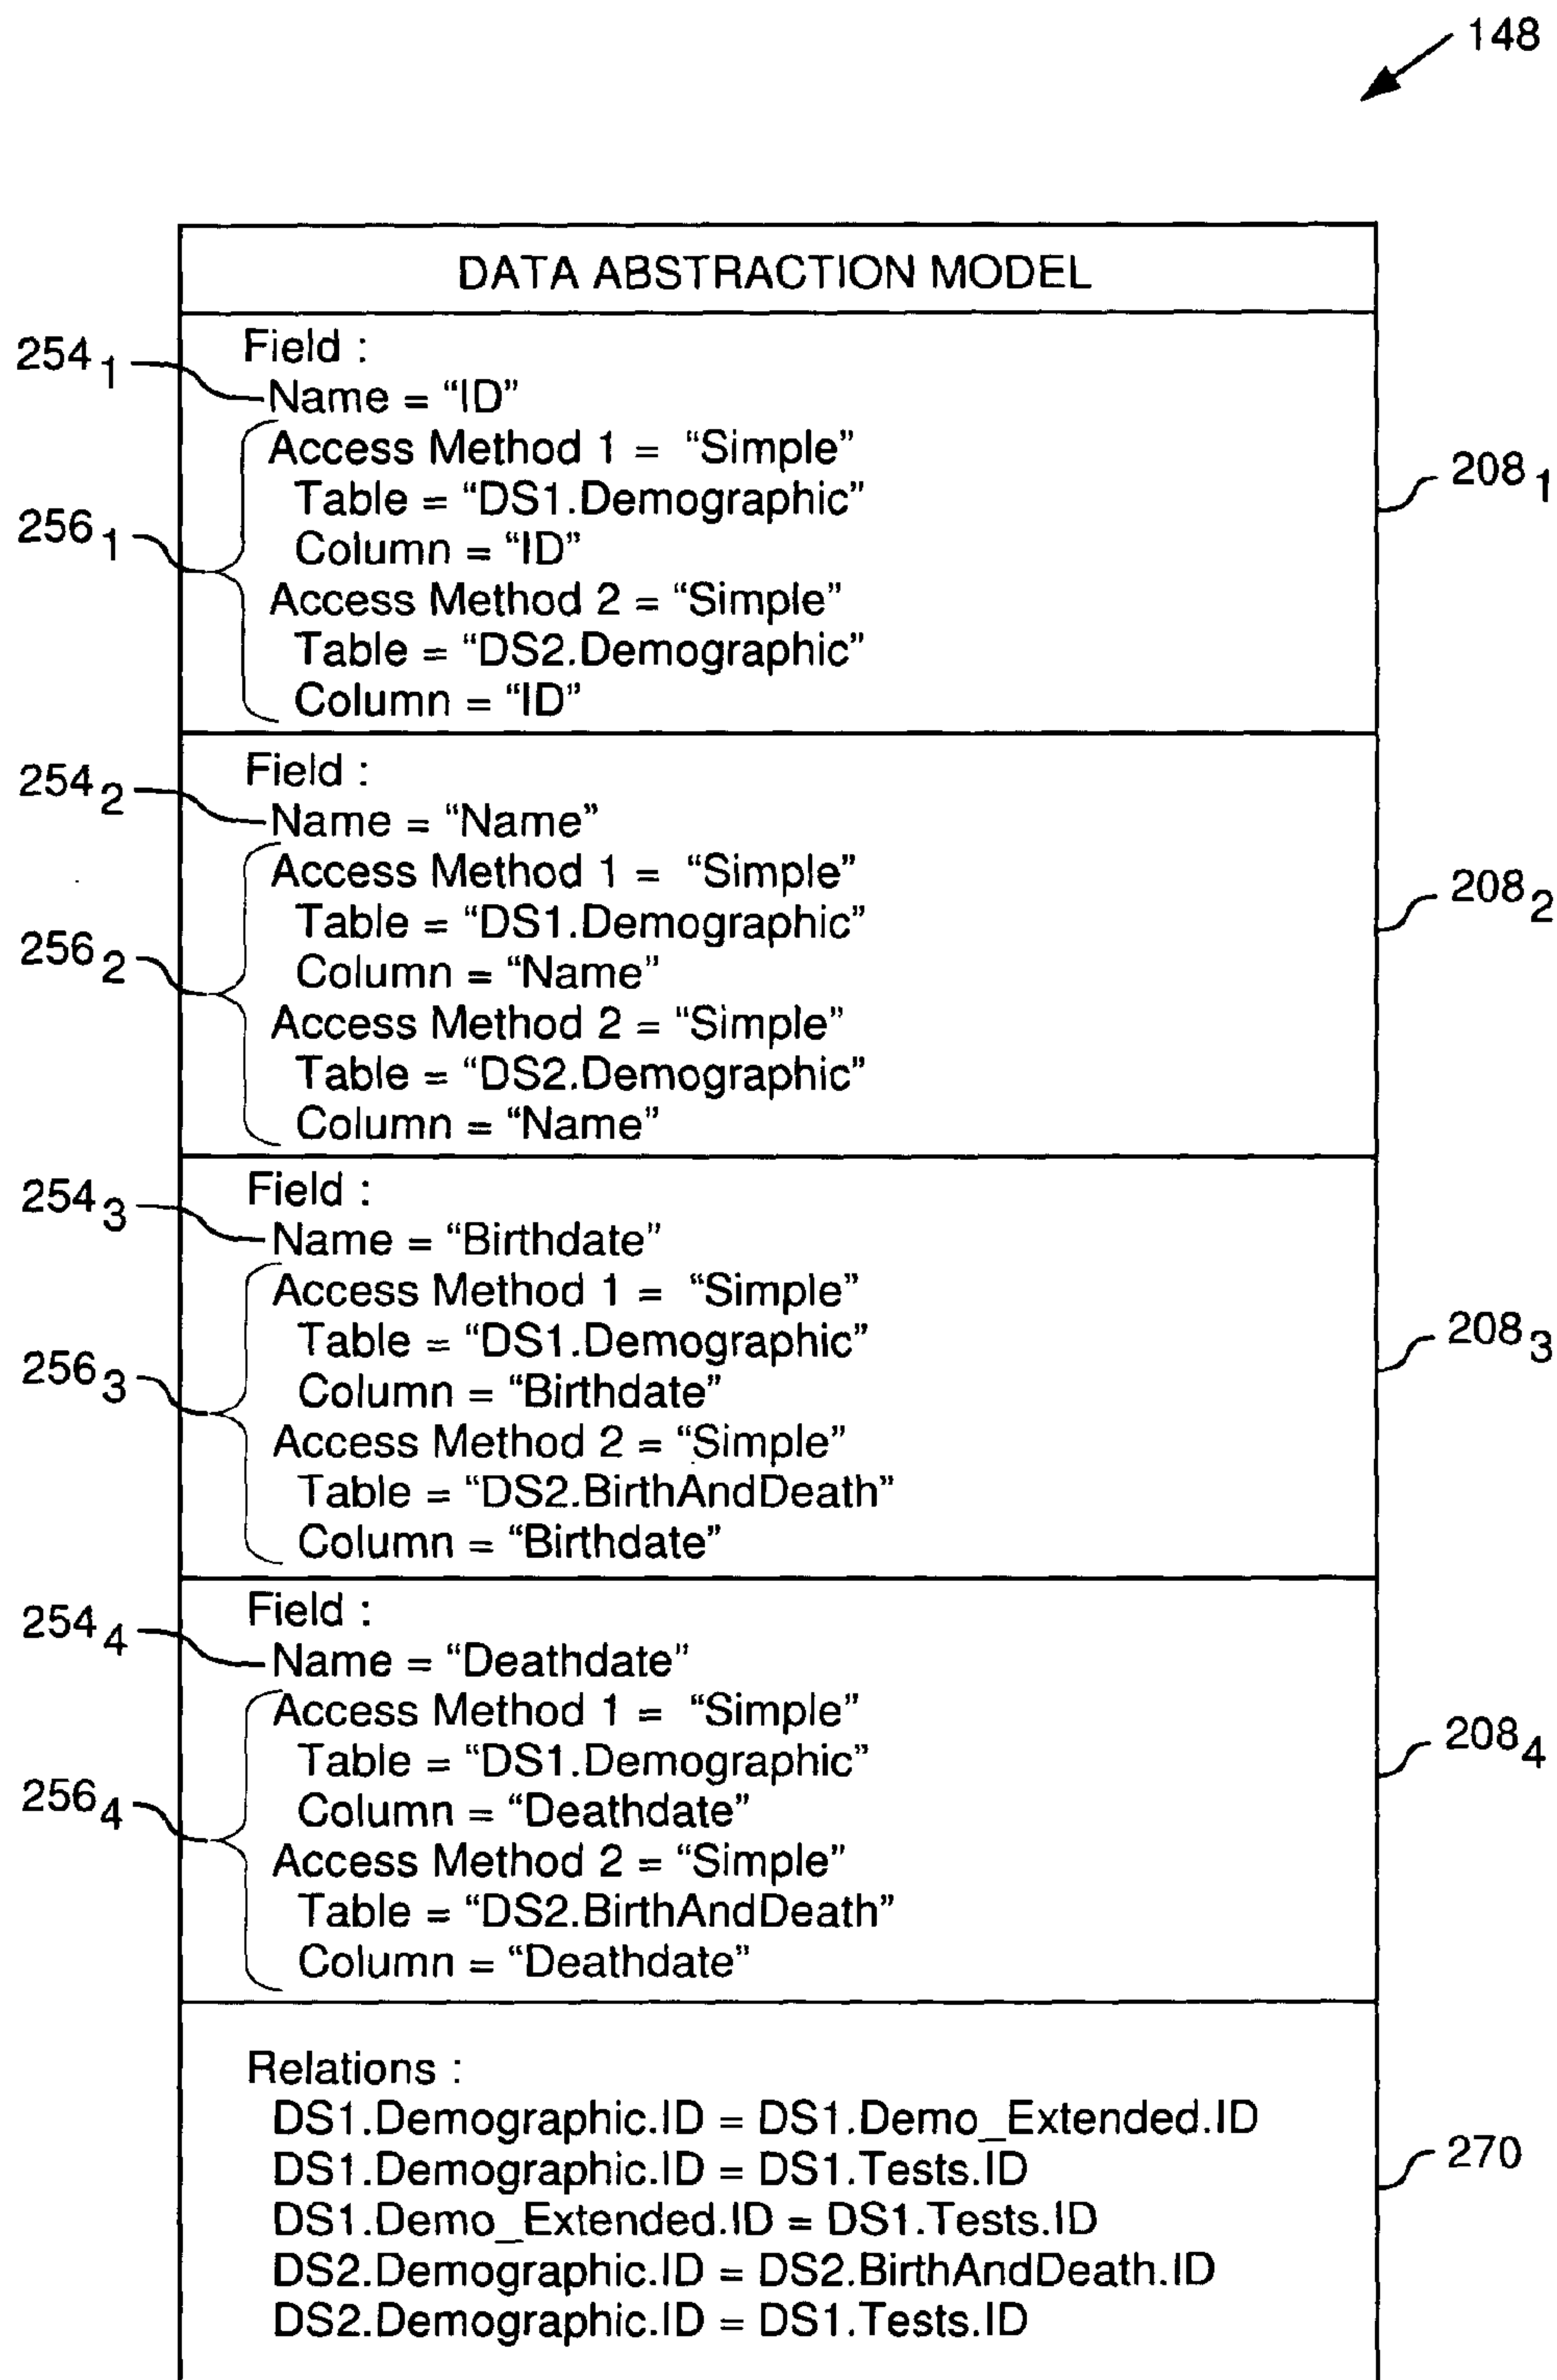 148
DATA ABSTRACTION MODEL
Field :
254 1
Name = “ID”
Access Method 1 = “Simple”
208 1
Table = “DS1.Demographic”
256 1
Column = “ID”
Access Method 2 = “Simple”
Table = “DS2.Demographic”
Column = “ID”
Field :
254 2
Name = “Name”
Access Method 1 = “Simple”
208 2
Table = “DS1.Demographic”
256 2
Column = “Name”
Access Method 2 = “Simple”
Table = “DS2.Demographic”
Column = “Name”
Field :
254 3
Name = “Birthdate”
Access Method 1 = “Simple”
208 3
Table = “DS1.Demographic”
256 3
Column = “Birthdate”
Access Method 2 = “Simple”
Table = “DS2.BirthAndDeath”
Column = “Birthdate”
Field :
254 4
Name = “Deathdate”
Access Method 1 = “Simple”
208 4
Table = “DS1.Demographic”
256 4
Column = “Deathdate”
Access Method 2 = “Simple”
Table = “DS2.BirthAndDeath”
Column = “Deathdate”
Relations :
DS1.Demographic.ID = DS1.Demo_Extended.ID
270
DS1.Demographic.ID = DS1.Tests.ID
DS1.Demo_Extended.ID = DS1.Tests.ID
DS2.Demographic.ID = DS2.BirthAndDeath.ID
DS2.Demographic.ID = DS1.Tests.ID